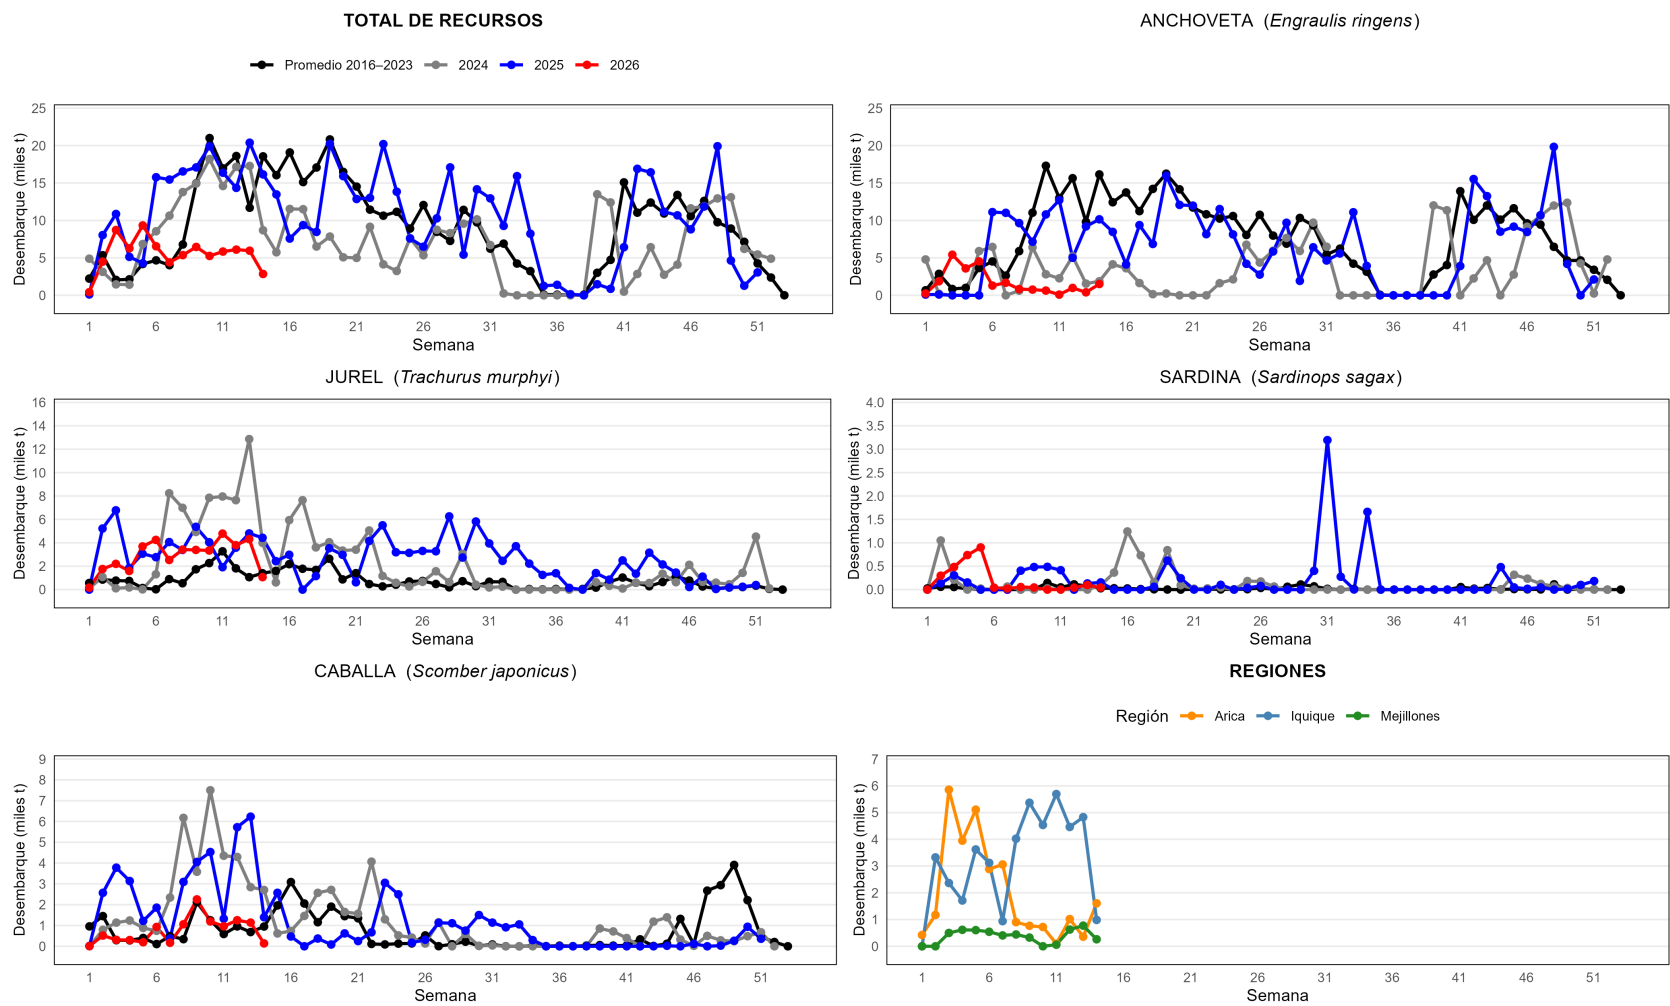 TOTAL DE RECURSOS
Promedio 2016–2023 2024 2025 2026
Desembarque (miles t)
25
20
15
10
5
0
1 6 11 16 21 26 31 36 41 46 51
Semana
ANCHOVETA (Engraulis ringens)
Desembarque (miles t)
25
20
15
10
5
0
1 6 11 16 21 26 31 36 41 46 51
Semana
JUREL (Trachurus murphyi)
Desembarque (miles t)
16
14
12
10
8
6
4
2
0
1 6 11 16 21 26 31 36 41 46 51
Semana
SARDINA (Sardinops sagax)
Desembarque (miles t)
4.0
3.5
3.0
2.5
2.0
1.5
1.0
0.5
0.0
1 6 11 16 21 26 31 36 41 46 51
Semana
CABALLA (Scomber japonicus)
Desembarque (miles t)
9
8
7
6
5
4
3
2
1
0
1 6 11 16 21 26 31 36 41 46 51
Semana
REGIONES
Región Arica Iquique Mejillones
Desembarque (miles t)
7
6
5
4
3
2
1
0
1 6 11 16 21 26 31 36 41 46 51
Semana